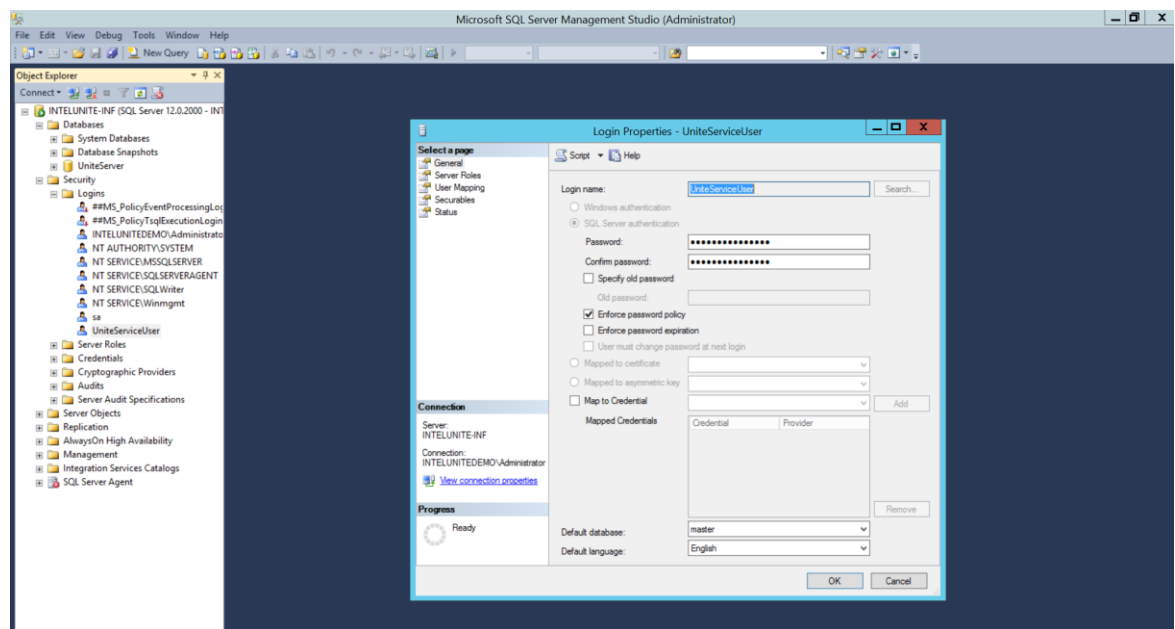 Microsoft SQL Server Management Studio (Administrator)
File Edit View Debug Tools Window Help
New Query
Object Explorer
Connect
INTELUNITE-INF (SQL Server 12.0.2000 - INT
Databases
System Databases
Database Snapshots
UniteServer
Security
Logins
##MS_PolicyEventProcessingLog
##MS_PolicyTsqlExecutionLogin
INTELUNITEDEMO\Administrato
NT AUTHORITY\SYSTEM
NT SERVICE\MSSQLSERVER
NT SERVICE\SQLSERVERAGENT
NT SERVICE\SQLWriter
NT SERVICE\Winmgmt
sa
UniteServiceUser
Server Roles
Credentials
Cryptographic Providers
Audits
Server Audit Specifications
Server Objects
Replication
AlwaysOn High Availability
Management
Integration Services Catalogs
SQL Server Agent
Login Properties - UniteServiceUser
Select a page
General
Server Roles
User Mapping
Securables
Status
Connection
Server:
INTELUNITE-INF
Connection:
INTELUNITEDEMO\Administrator
View connection properties
Progress
Ready
Script Help
Login name: UniteServiceUser Search...
Windows authentication
SQL Server authentication
Password: •••••••••••••••
Confirm password: •••••••••••••••
Specify old password
Old password:
Enforce password policy
Enforce password expiration
User must change password at next login
Mapped to certificate
Mapped to asymmetric key
Map to Credential Add
Mapped Credentials Credential Provider
Remove
Default database: master
Default language: English
OK Cancel